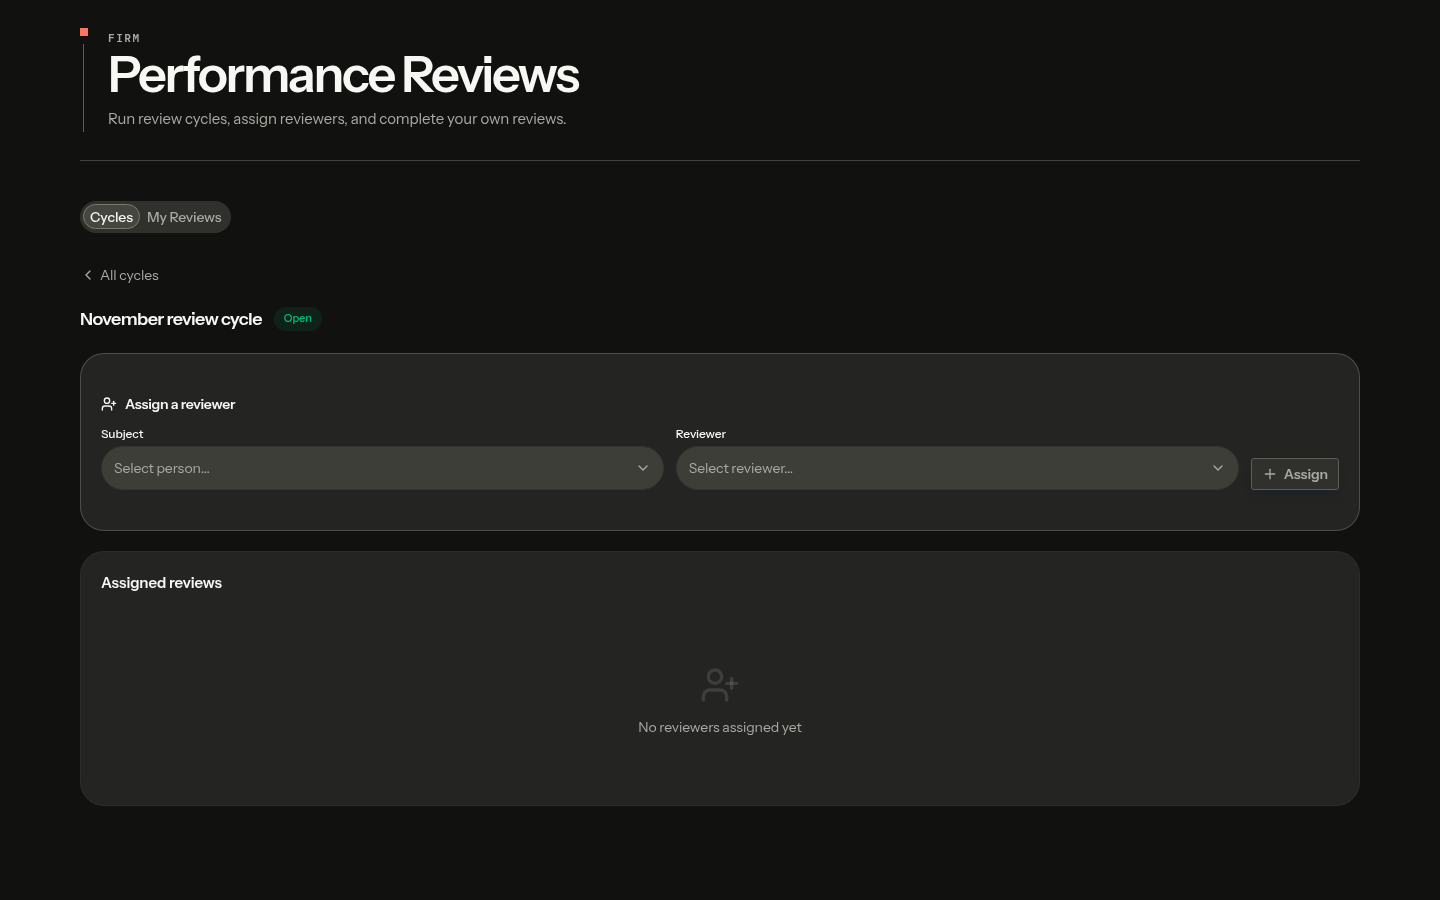 FIRM
Performance Reviews
Run review cycles, assign reviewers, and complete your own reviews.
Cycles My Reviews
All cycles
November review cycle Open
Assign a reviewer
Subject Reviewer
Select person... Select reviewer... Assign
Assigned reviews
No reviewers assigned yet